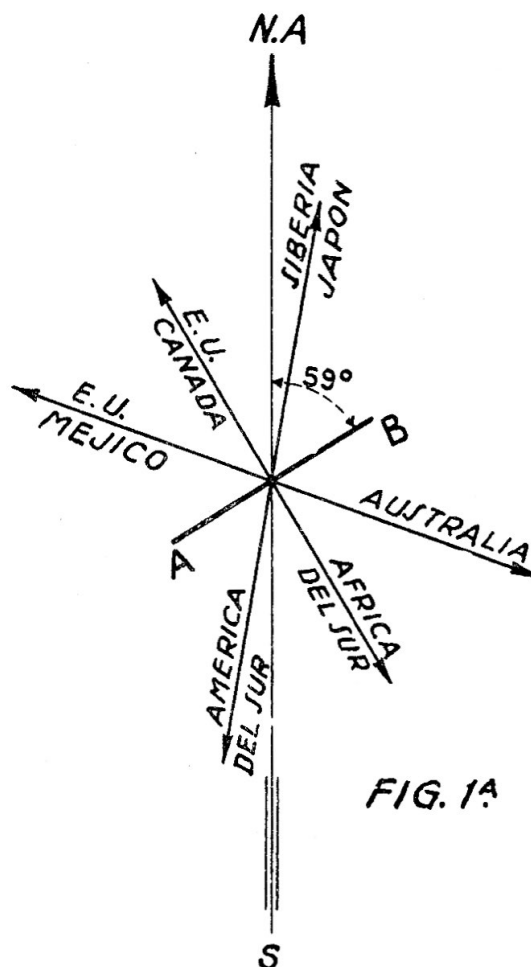 N.A
SIBERIA
JAPON
E.U.
CANADA
59°
E.U.
MEJICO
B
A
AUSTRALIA
AFRICA
DEL SUR
AMERICA
DEL SUR
FIG. 1ª
S